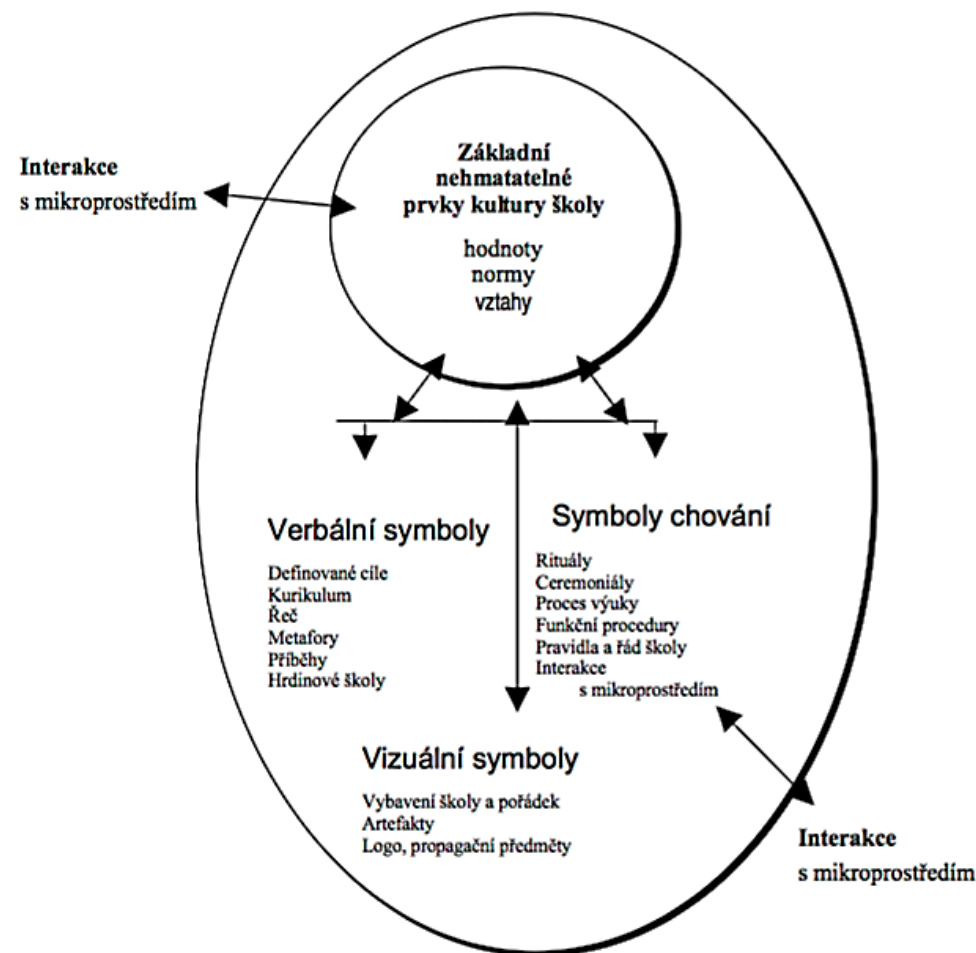 Interakce
s mikroprostředím
Základní
nehmatatelné
prvky kultury školy
hodnoty
normy
vztahy
Verbální symboly
Definované cíle
Kurikulum
Řeč
Metafory
Příběhy
Hrdinové školy
Symboly chování
Rituály
Ceremoniály
Proces výuky
Funkční procedury
Pravidla a řád školy
Interakce
s mikroprostředím
Vizuální symboly
Vybavení školy a pořádek
Artefakty
Logo, propagační předměty
Interakce
s mikroprostředím